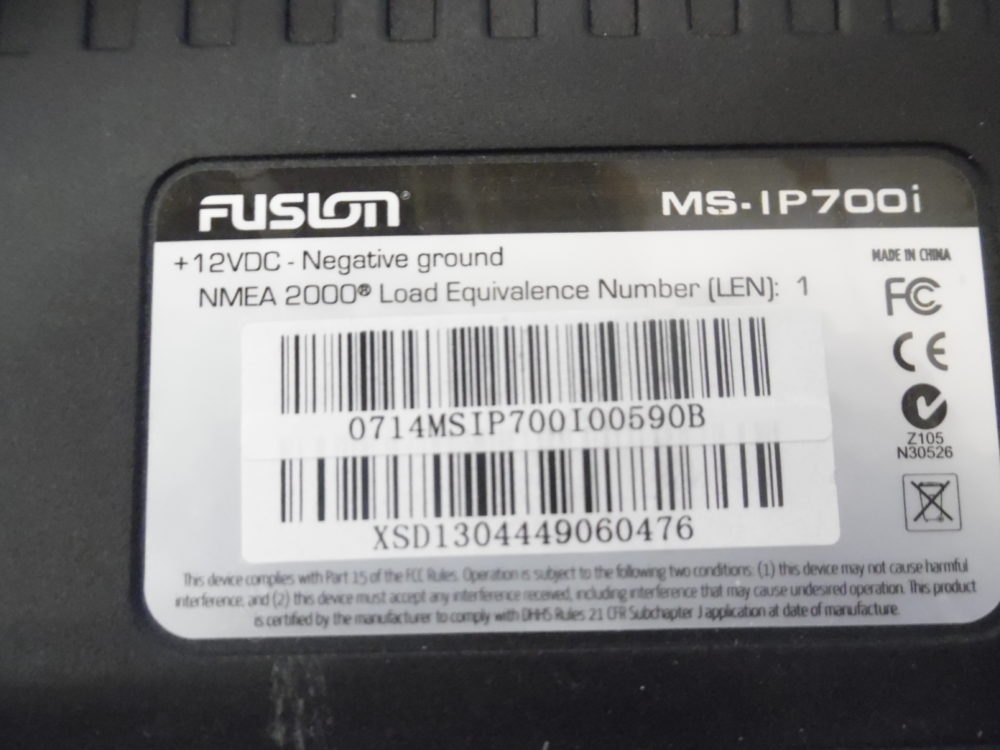 FUSION®
MS-IP700i
+12VDC - Negative ground
NMEA 2000® Load Equivalence Number (LEN): 1
MADE IN CHINA
FC
CE
0714MSIP700I00590B
XSD1304449060476
Z105
N30526
This device complies with Part 15 of the FCC Rules. Operation is subject to the following two conditions: (1) this device may not cause harmful
interference, and (2) this device must accept any interference received, including interference that may cause undesired operation. This product
is certified by the manufacturer to comply with DHHS Rules 21 CFR Subchapter J application at date of manufacture.